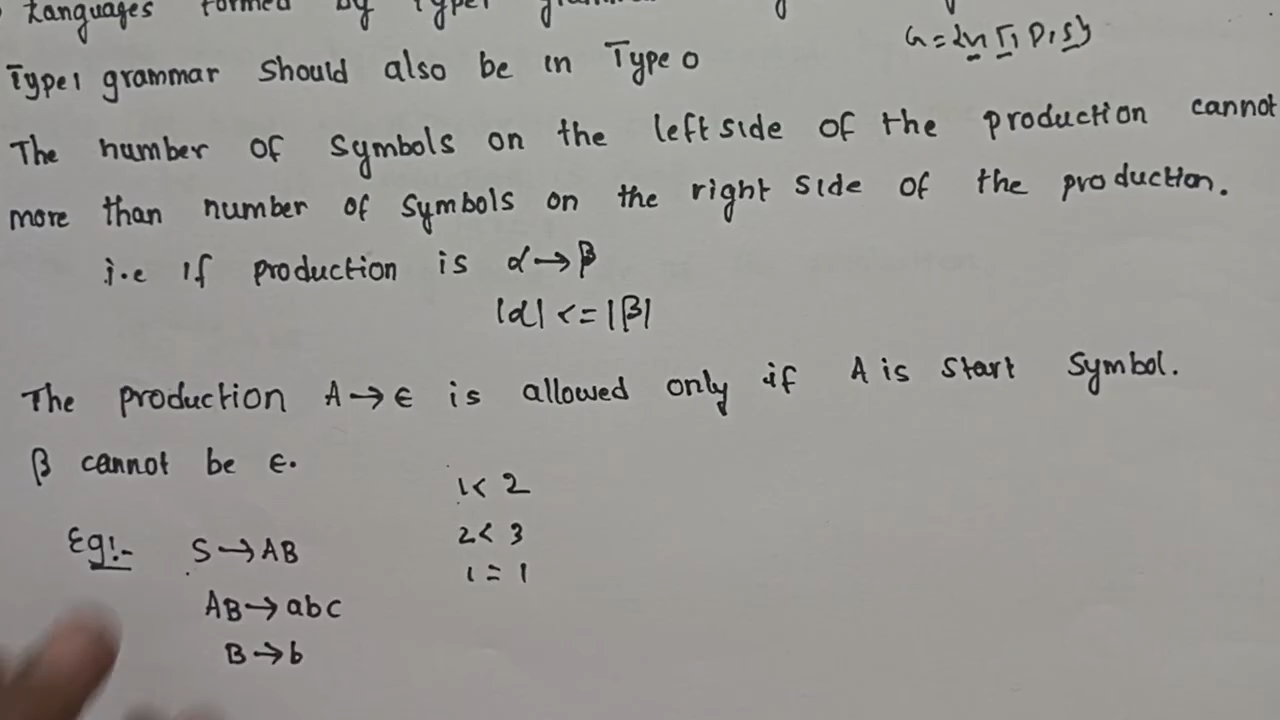 Languages formed by Type1
G = {V, T, P, S}
Type1 grammar should also be in Type 0
The number of symbols on the left side of the production cannot
more than number of symbols on the right side of the production.
i.e If production is α → β
|α| <= |β|
The production A → ε is allowed only if A is start symbol.
β cannot be ε.
1 < 2
2 < 3
1 = 1
Eg:- S → AB
AB → abc
B → b